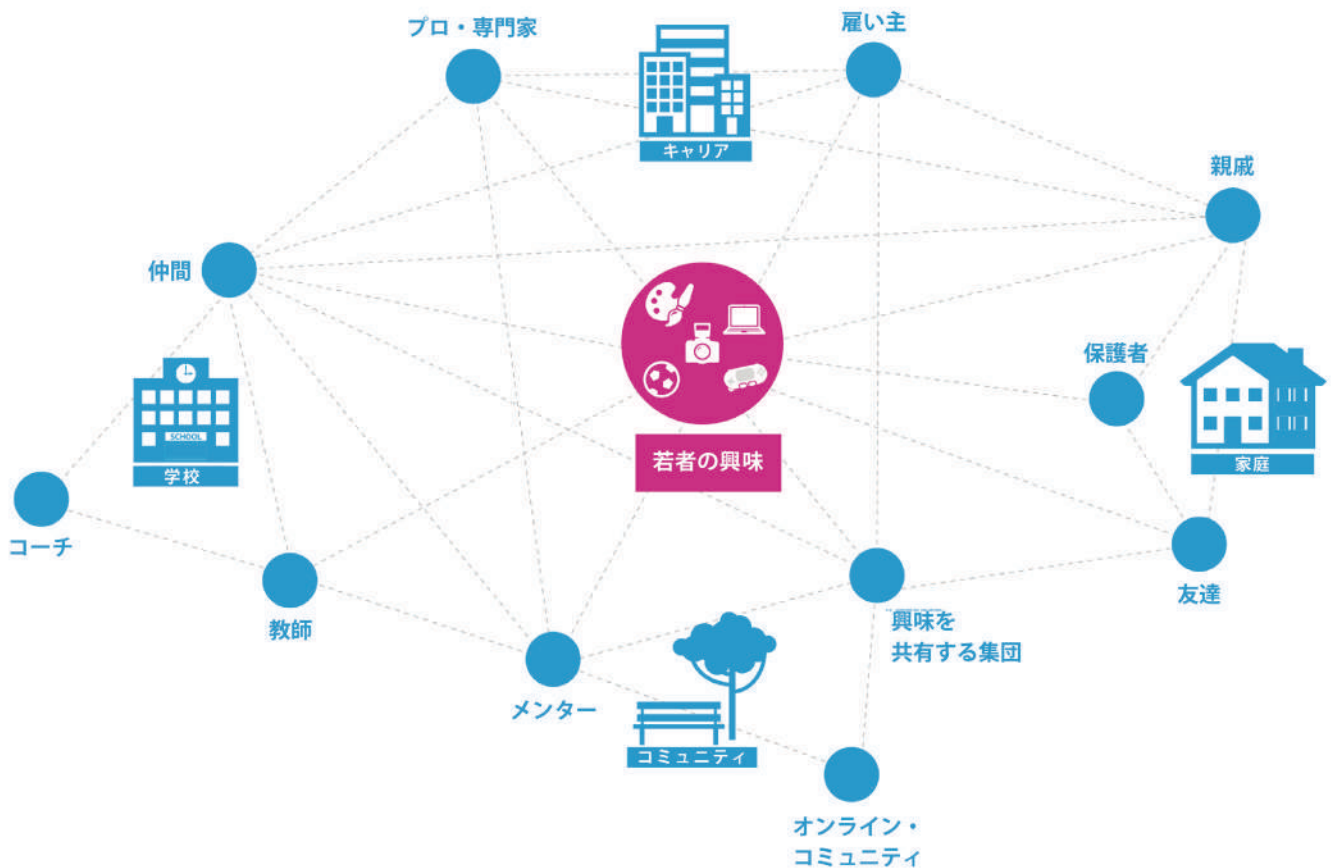 プロ・専門家
雇い主
キャリア
親戚
仲間
保護者
SCHOOL
学校
若者の興味
家庭
コーチ
教師
友達
興味を
共有する集団
メンター
コミュニティ
オンライン・
コミュニティ